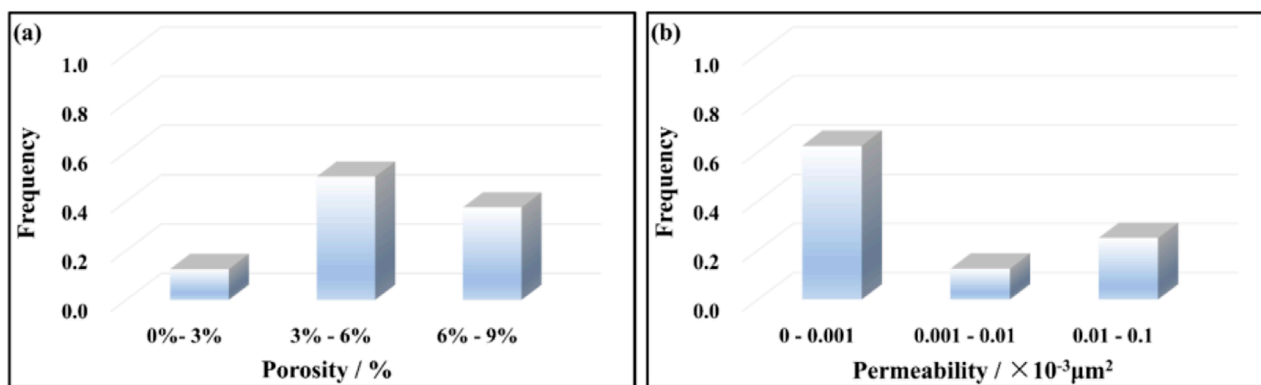 (a)
1.0
0.8
0.6
0.4
0.2
0.0
Frequency
0%- 3% 3% - 6% 6% - 9%
Porosity / %
(b)
1.0
0.8
0.6
0.4
0.2
0.0
Frequency
0 - 0.001 0.001 - 0.01 0.01 - 0.1
Permeability / ×10⁻³μm²